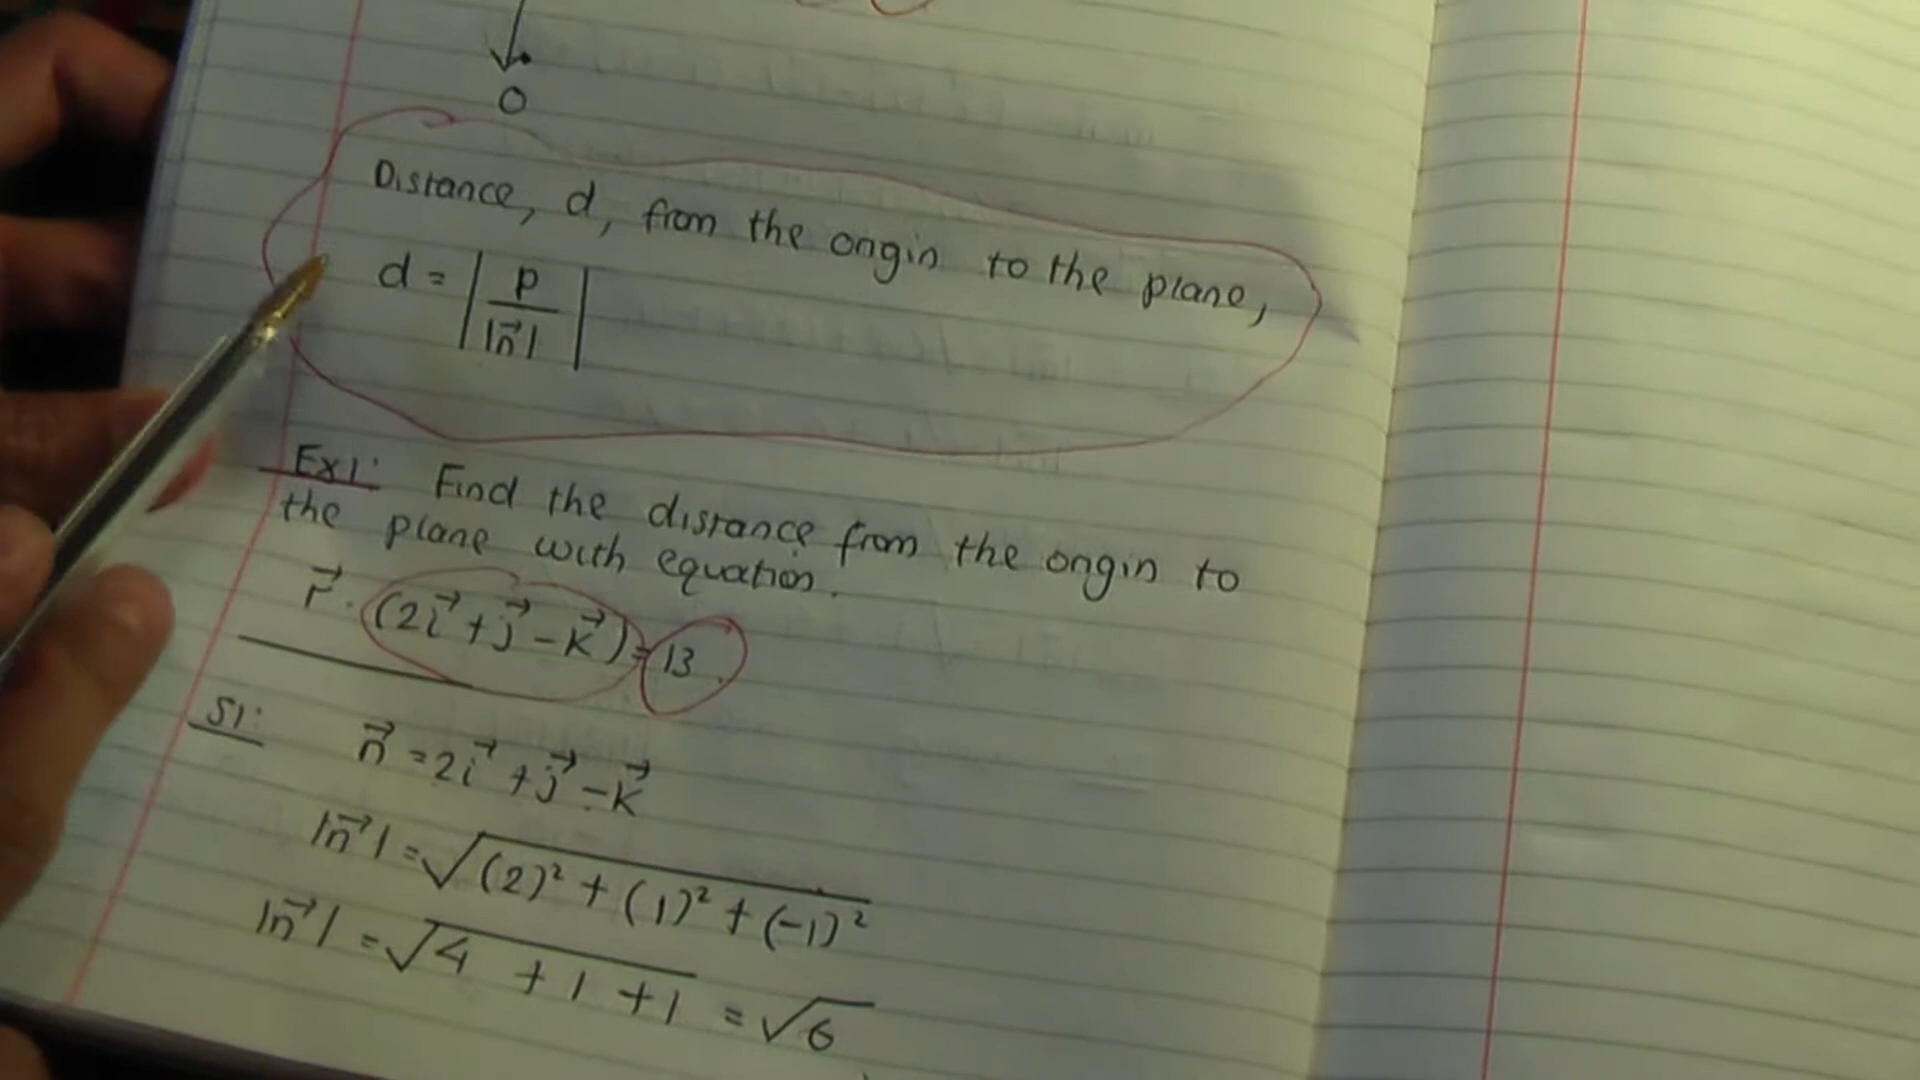 O
Distance, d, from the origin to the plane,
d = |p/|n⃗||
Ex1: Find the distance from the origin to
the plane with equation.
r⃗. (2i⃗ + j⃗ - k⃗) = 13.
S1: n⃗ = 2i⃗ + j⃗ - k⃗
|n⃗| = √((2)² + (1)² + (-1)²)
|n⃗| = √(4 + 1 + 1) = √6